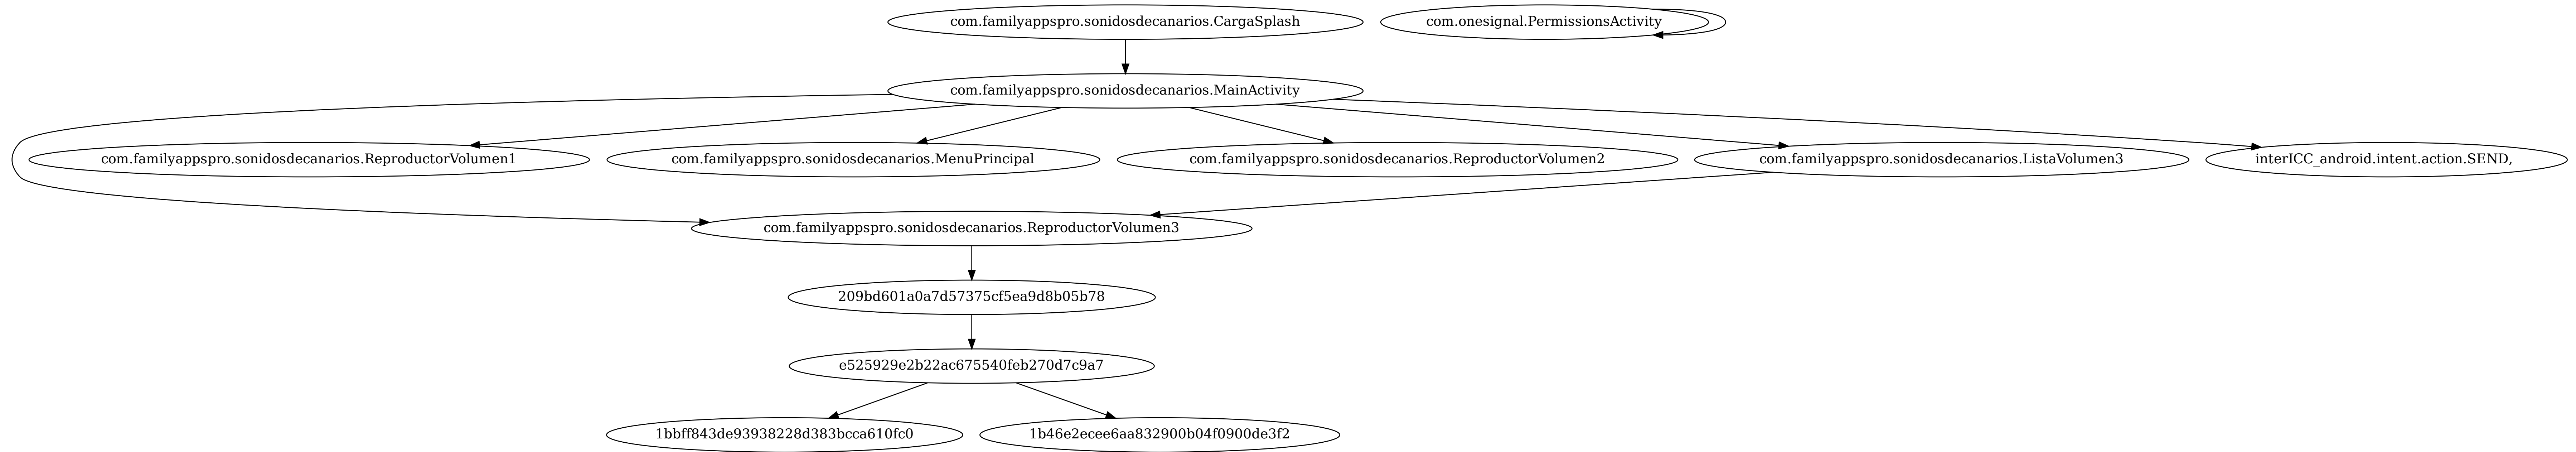 com.familyappspro.sonidosdecanarios.CargaSplash
com.onesignal.PermissionsActivity
com.familyappspro.sonidosdecanarios.MainActivity
com.familyappspro.sonidosdecanarios.ReproductorVolumen1
com.familyappspro.sonidosdecanarios.MenuPrincipal
com.familyappspro.sonidosdecanarios.ReproductorVolumen2
com.familyappspro.sonidosdecanarios.ListaVolumen3
interICC_android.intent.action.SEND,
com.familyappspro.sonidosdecanarios.ReproductorVolumen3
209bd601a0a7d57375cf5ea9d8b05b78
e525929e2b22ac675540feb270d7c9a7
1bbff843de93938228d383bcca610fc0
1b46e2ecee6aa832900b04f0900de3f2